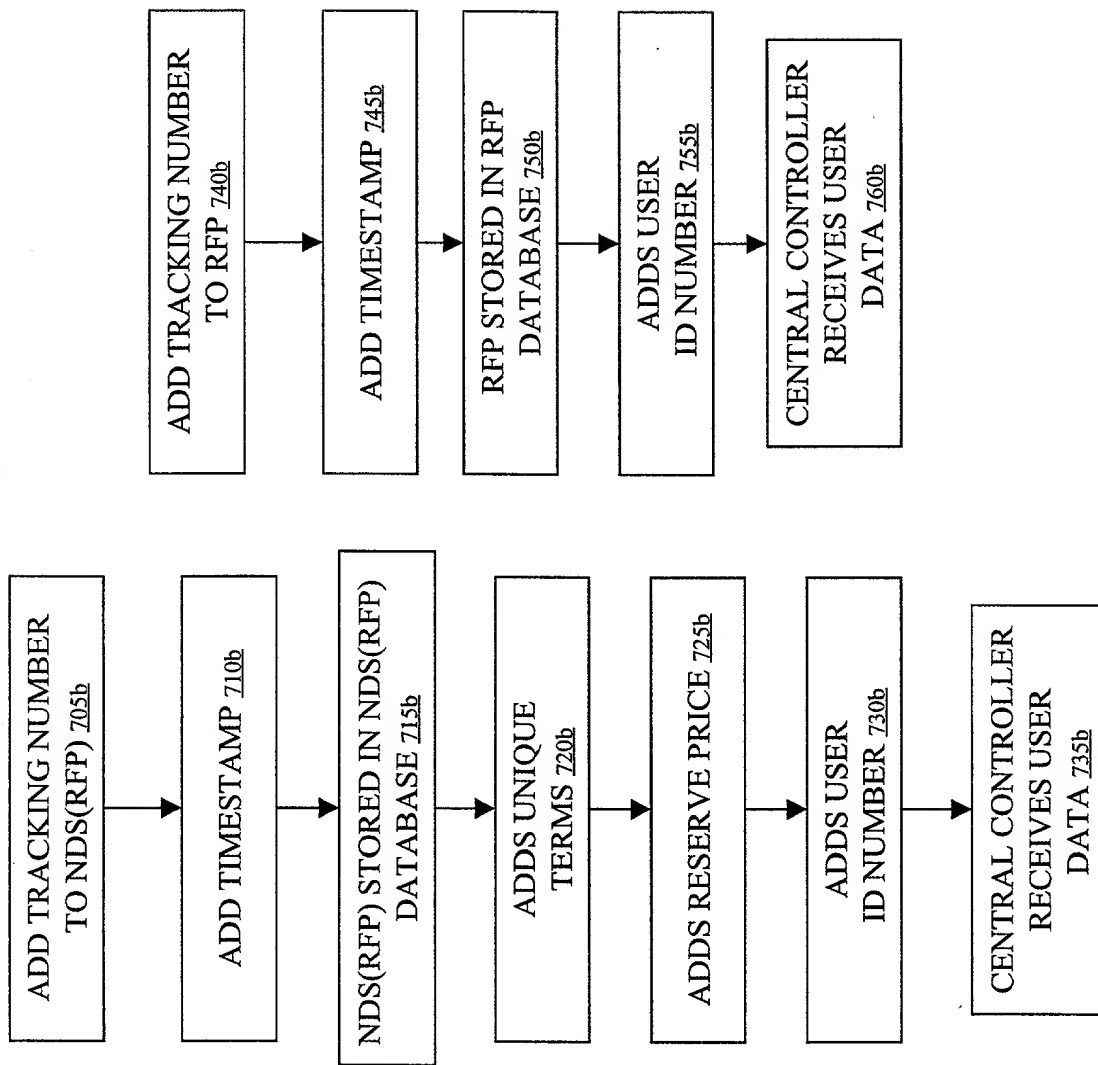 ADD TRACKING NUMBER
TO NDS(RFP) 705b
ADD TIMESTAMP 710b
NDS(RFP) STORED IN NDS(RFP)
DATABASE 715b
ADDS UNIQUE
TERMS 720b
ADDS RESERVE PRICE 725b
ADDS USER
ID NUMBER 730b
CENTRAL CONTROLLER
RECEIVES USER
DATA 735b
ADD TRACKING NUMBER
TO RFP 740b
ADD TIMESTAMP 745b
RFP STORED IN RFP
DATABASE 750b
ADDS USER
ID NUMBER 755b
CENTRAL CONTROLLER
RECEIVES USER
DATA 760b